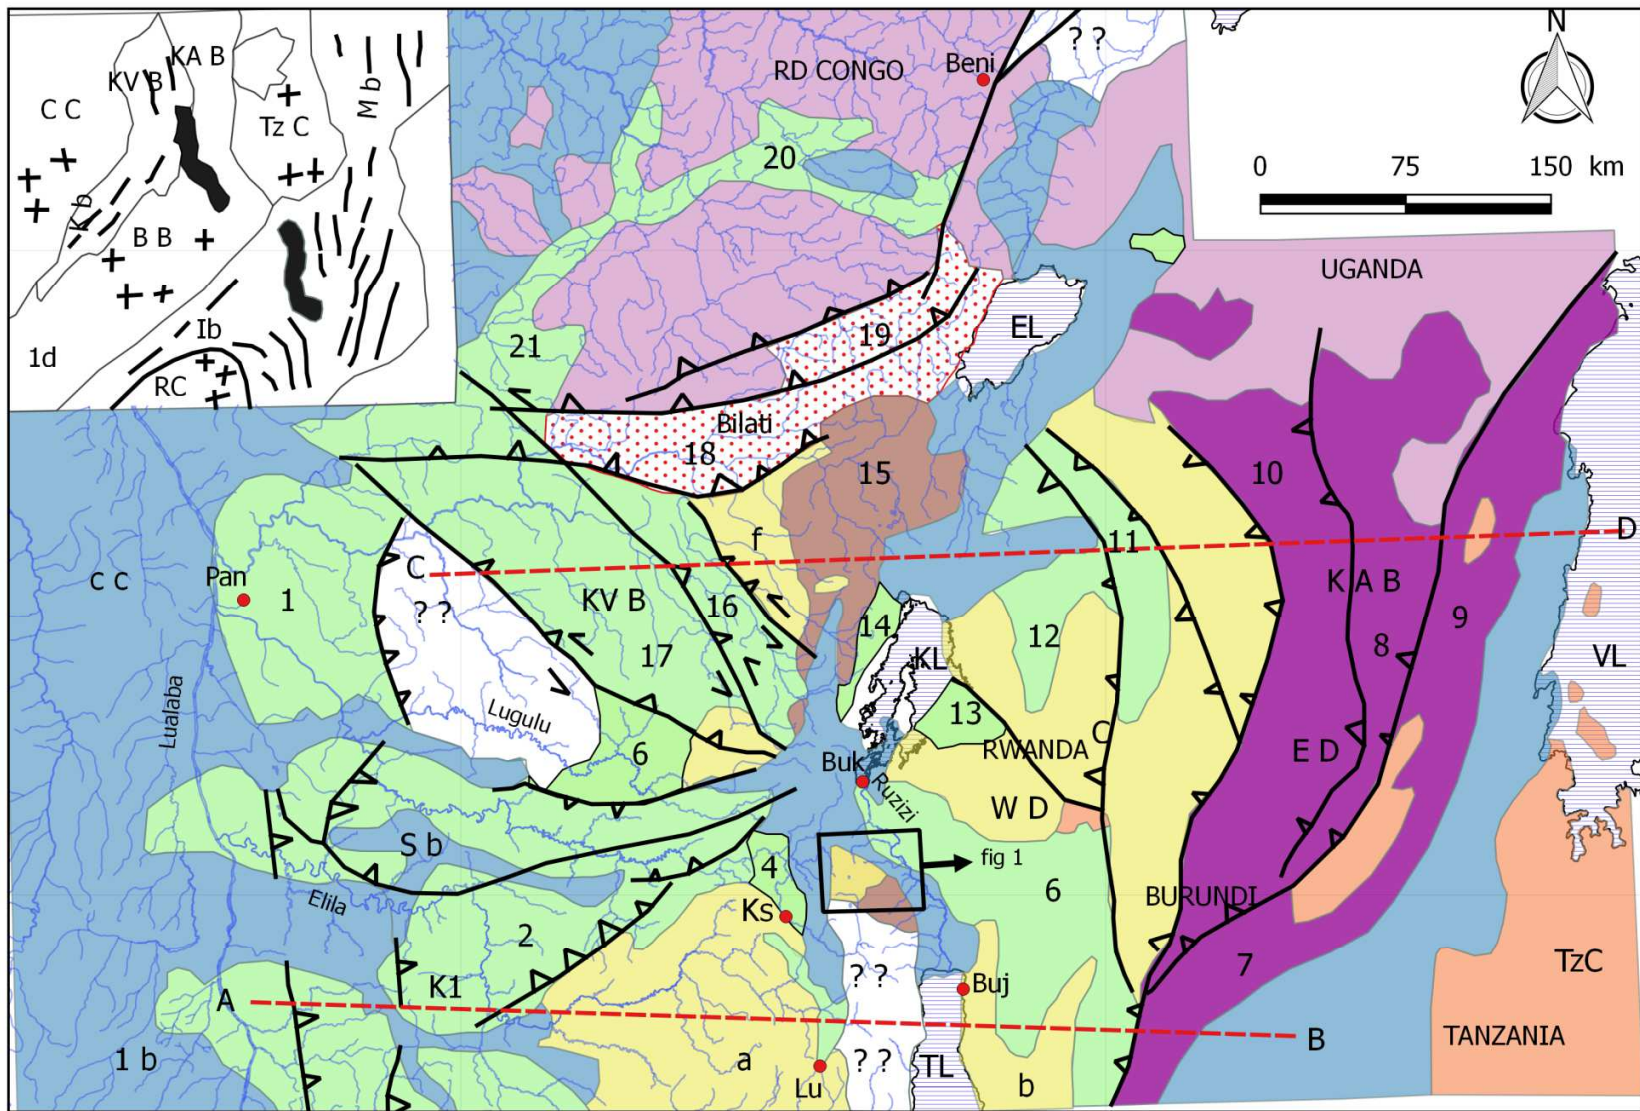 KA B
KV B
C C
Tz C
M b
K b
B B
Ib
1d
RC
RD CONGO
Beni
? ?
N
0 75 150 km
20
UGANDA
21
19
EL
Bilati
18
15
10
f
11
D
C C
Pan
1
C
? ?
KV B
16
K A B
9
14
12
8
17
KL
VL
Lualaba
Lugulu
13
6
C
RWANDA
E D
Buk
Ruzizi
W D
S b
fig 1
4
6
Elila
BURUNDI
Ks
2
7
TzC
K1
? ?
Buj
A
B
TANZANIA
1 b
a
? ?
TL
b
Lu